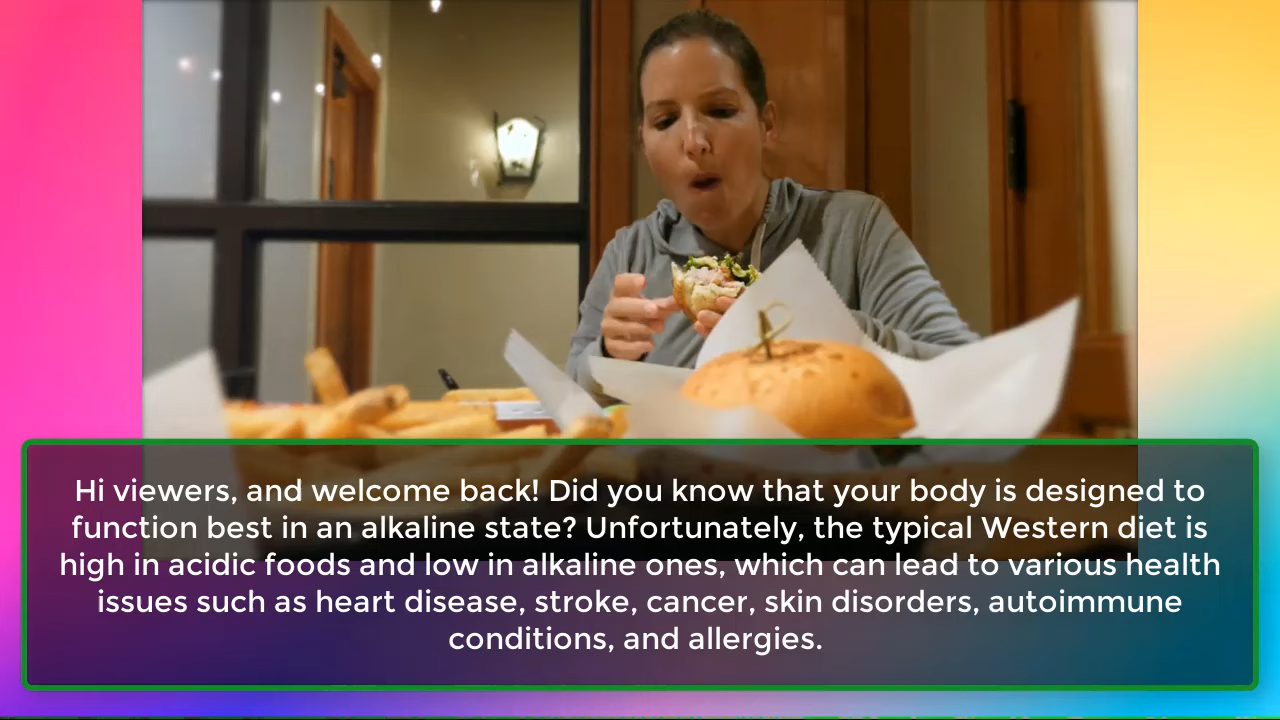 Hi viewers, and welcome back! Did you know that your body is designed to
function best in an alkaline state? Unfortunately, the typical Western diet is
high in acidic foods and low in alkaline ones, which can lead to various health
issues such as heart disease, stroke, cancer, skin disorders, autoimmune
conditions, and allergies.